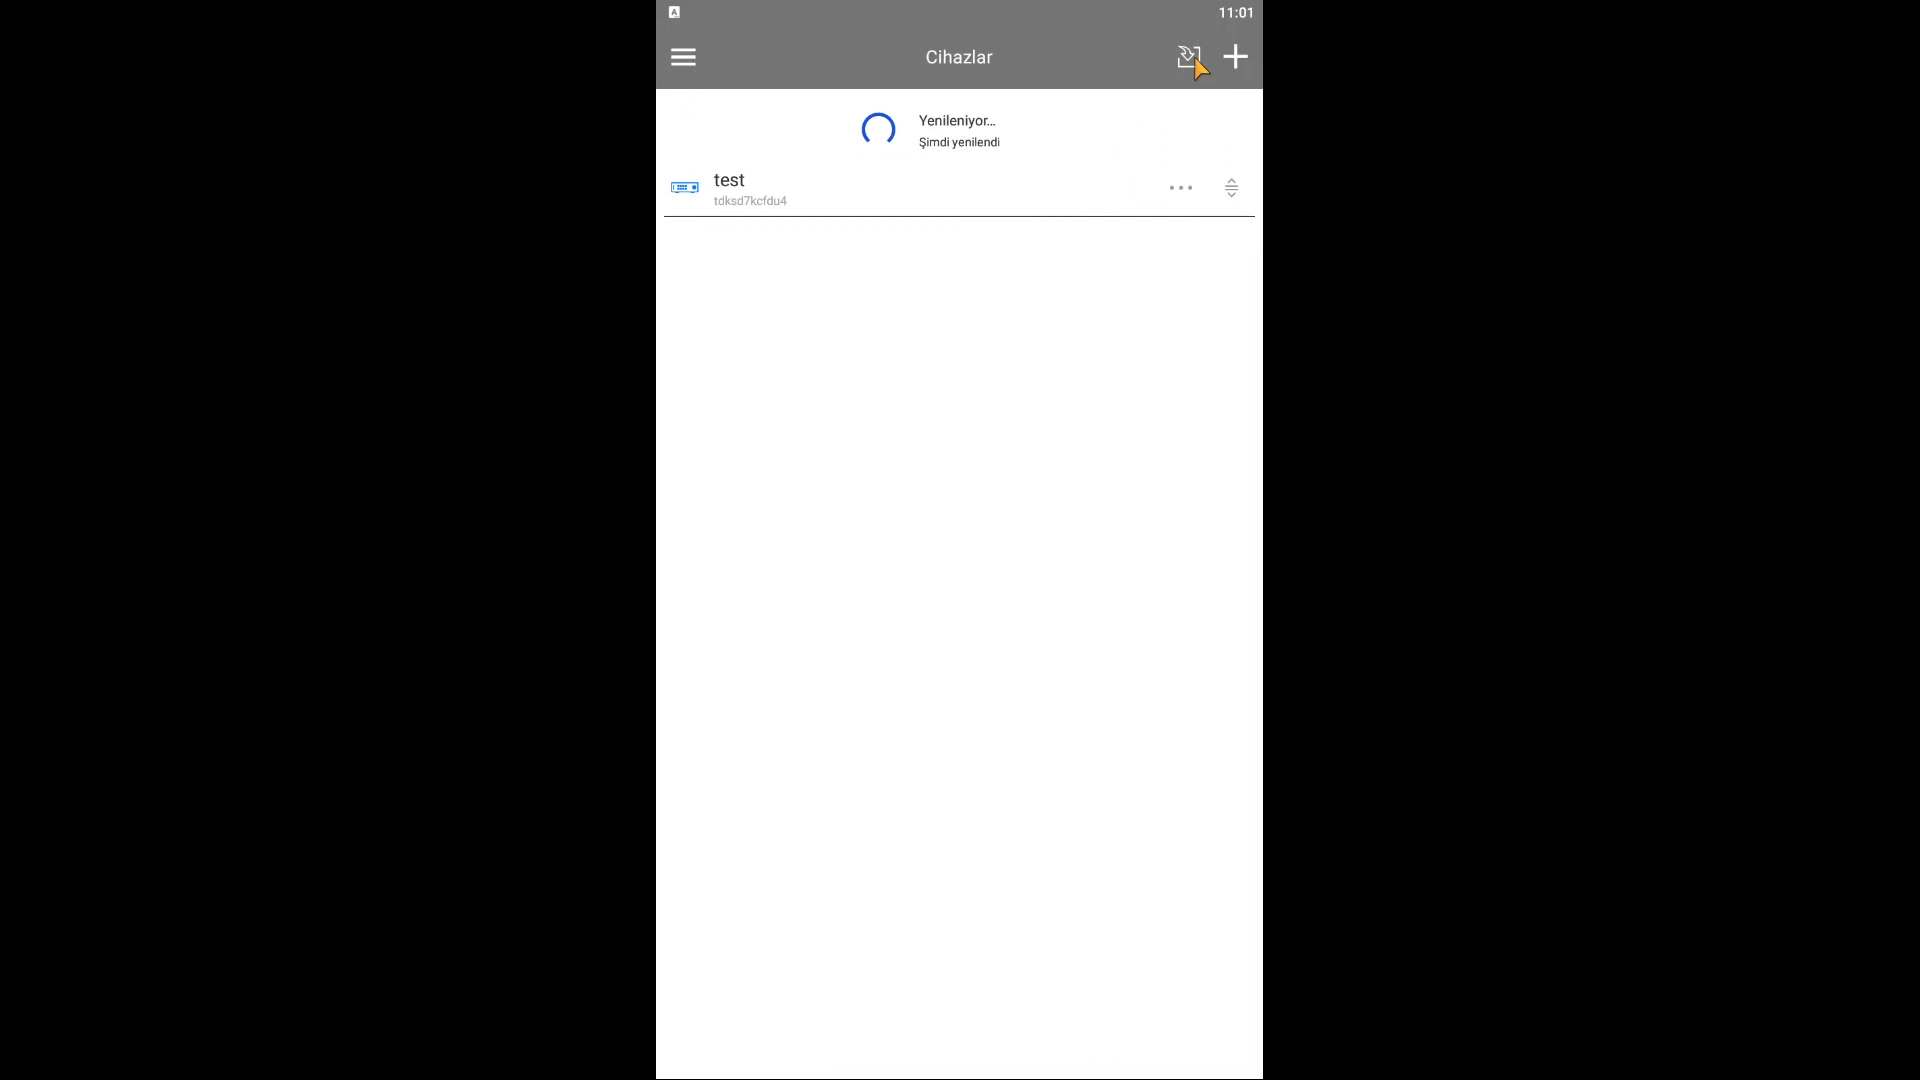 A
11:01
Cihazlar
Yenileniyor...
Şimdi yenilendi
test
tdksd7kcfdu4